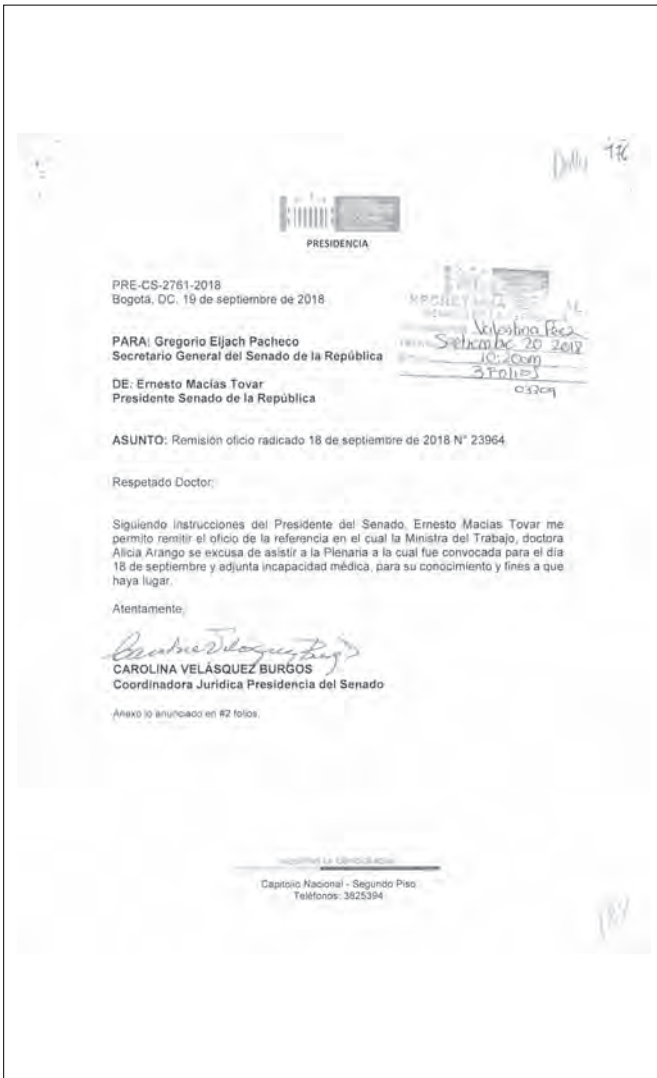 176
PRESIDENCIA
PRE-CS-2761-2018
Bogotá, DC. 19 de septiembre de 2018
Septiembre 20 2018
10:20am
3 Folios
03209
PARA: Gregorio Eljach Pacheco
Secretario General del Senado de la República
DE: Ernesto Macías Tovar
Presidente Senado de la República
ASUNTO: Remisión oficio radicado 18 de septiembre de 2018 N° 23964
Respetado Doctor:
Siguiendo instrucciones del Presidente del Senado, Ernesto Macías Tovar me
permito remitir el oficio de la referencia en el cual la Ministra del Trabajo, doctora
Alicia Arango se excusa de asistir a la Plenaria a la cual fue convocada para el día
18 de septiembre y adjunta incapacidad médica, para su conocimiento y fines a que
haya lugar.
Atentamente,
CAROLINA VELÁSQUEZ BURGOS
Coordinadora Jurídica Presidencia del Senado
Anexo lo anunciado en #2 folios.
Capitolio Nacional - Segundo Piso
Teléfonos: 3825394